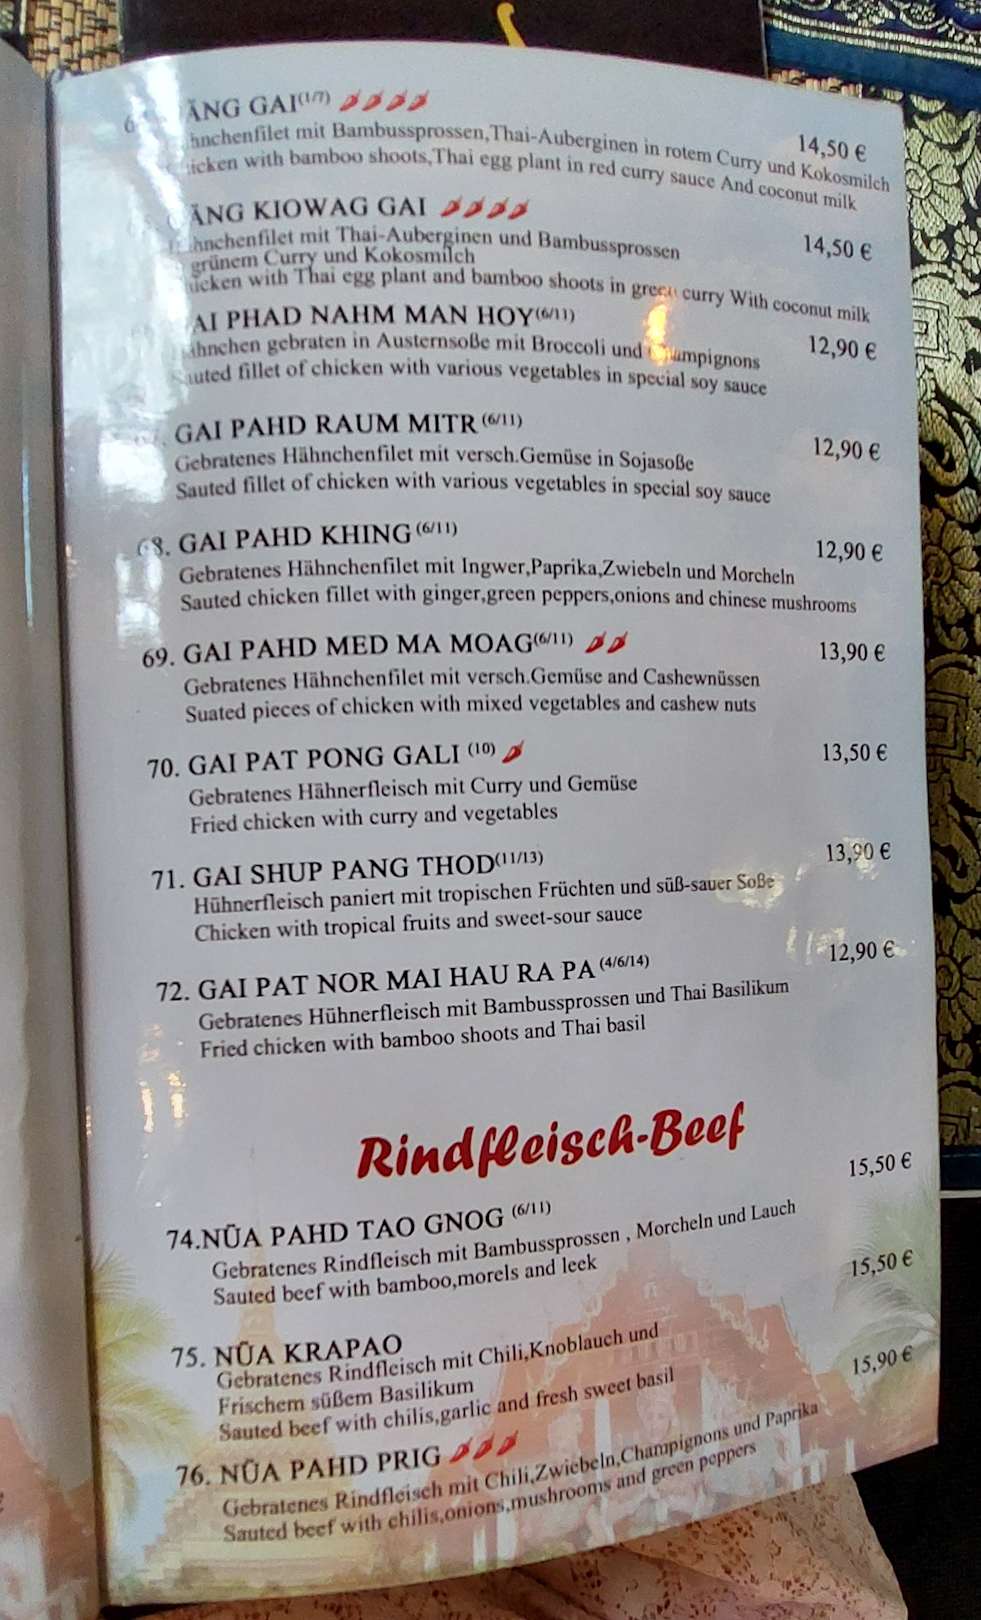 ÄNG GAI(1/7)
14,50 €
hnchenfilet mit Bambussprossen,Thai-Auberginen in rotem Curry und Kokosmilch
icken with bamboo shoots,Thai egg plant in red curry sauce And coconut milk
ÄNG KIOWAG GAI
14,50 €
hnchenfilet mit Thai-Auberginen und Bambussprossen
grünem Curry und Kokosmilch
icken with Thai egg plant and bamboo shoots in green curry With coconut milk
AI PHAD NAHM MAN HOY(6/11)
12,90 €
ähnchen gebraten in Austernsoße mit Broccoli und Champignons
auted fillet of chicken with various vegetables in special soy sauce
GAI PAHD RAUM MITR (6/11)
12,90 €
Gebratenes Hähnchenfilet mit versch.Gemüse in Sojasoße
Sauted fillet of chicken with various vegetables in special soy sauce
68. GAI PAHD KHING (6/11)
12,90 €
Gebratenes Hähnchenfilet mit Ingwer,Paprika,Zwiebeln und Morcheln
Sauted chicken fillet with ginger,green peppers,onions and chinese mushrooms
69. GAI PAHD MED MA MOAG(6/11)
13,90 €
Gebratenes Hähnchenfilet mit versch.Gemüse and Cashewnüssen
Suated pieces of chicken with mixed vegetables and cashew nuts
70. GAI PAT PONG GALI (10)
13,50 €
Gebratenes Hähnerfleisch mit Curry und Gemüse
Fried chicken with curry and vegetables
71. GAI SHUP PANG THOD(11/13)
13,90 €
Hühnerfleisch paniert mit tropischen Früchten und süß-sauer Soße
Chicken with tropical fruits and sweet-sour sauce
72. GAI PAT NOR MAI HAU RA PA (4/6/14)
12,90 €
Gebratenes Hühnerfleisch mit Bambussprossen und Thai Basilikum
Fried chicken with bamboo shoots and Thai basil
Rindfleisch-Beef
74.NÜA PAHD TAO GNOG (6/11)
15,50 €
Gebratenes Rindfleisch mit Bambussprossen , Morcheln und Lauch
Sauted beef with bamboo,morels and leek
75. NÜA KRAPAO
15,50 €
Gebratenes Rindfleisch mit Chili,Knoblauch und
Frischem süßem Basilikum
Sauted beef with chilis,garlic and fresh sweet basil
76. NÜA PAHD PRIG
15,90 €
Gebratenes Rindfleisch mit Chili,Zwiebeln,Champignons und Paprika
Sauted beef with chilis,onions,mushrooms and green peppers